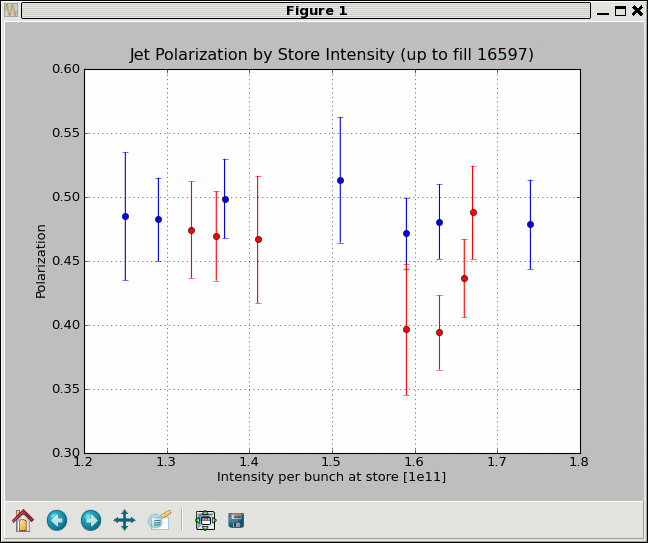 Figure 1
Jet Polarization by Store Intensity (up to fill 16597)
0.60
0.55
0.50
0.45
0.40
0.35
0.30
Polarization
1.2 1.3 1.4 1.5 1.6 1.7 1.8
Intensity per bunch at store [1e11]